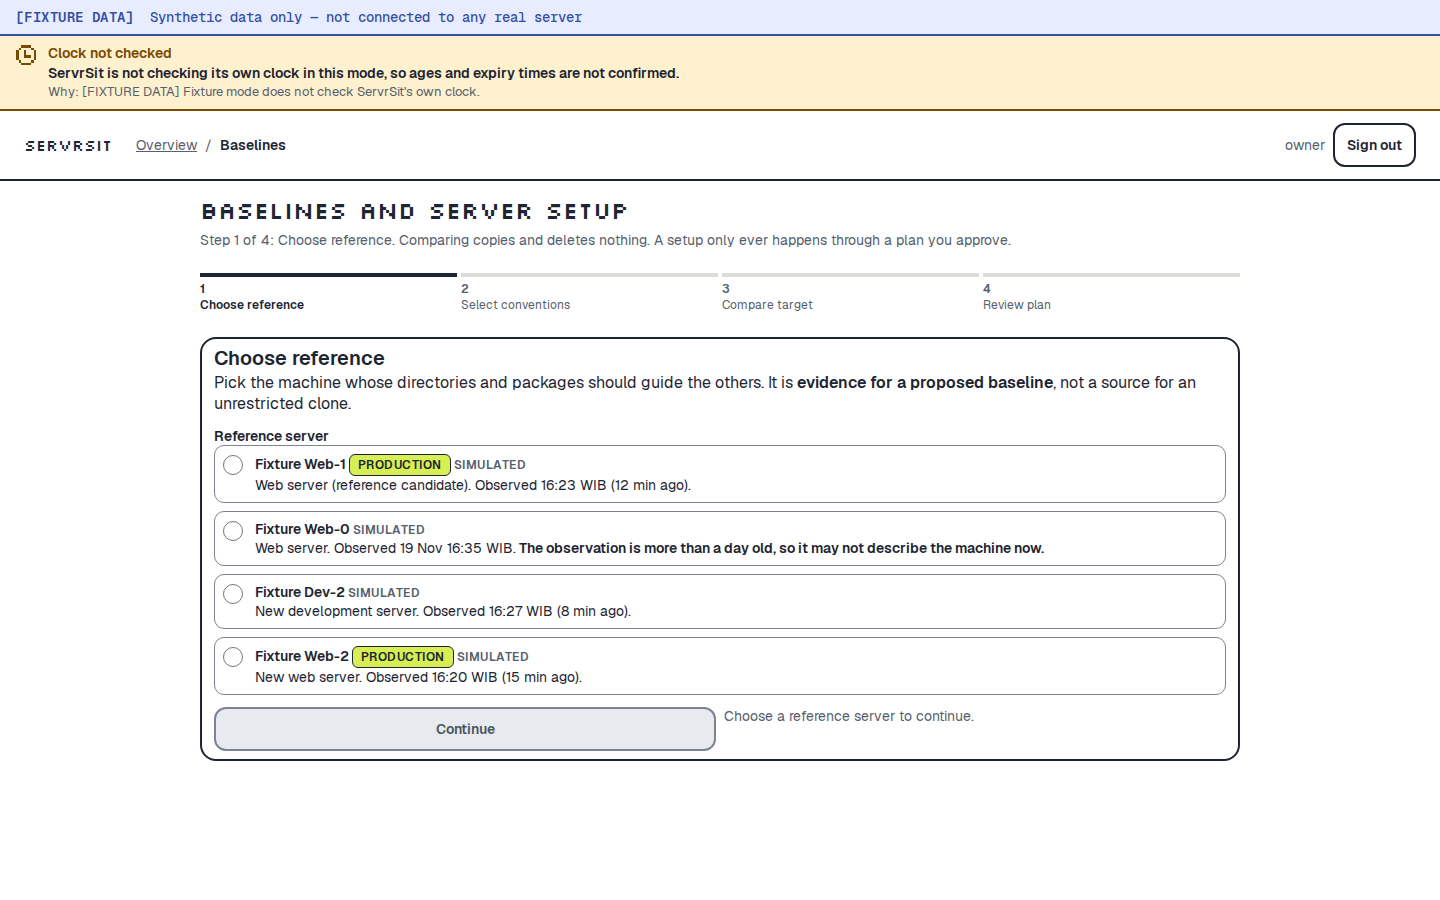 [FIXTURE DATA] Synthetic data only — not connected to any real server
Clock not checked
ServrSit is not checking its own clock in this mode, so ages and expiry times are not confirmed.
Why: [FIXTURE DATA] Fixture mode does not check ServrSit's own clock.
SERVRSIT
Overview / Baselines
owner
Sign out
BASELINES AND SERVER SETUP
Step 1 of 4: Choose reference. Comparing copies and deletes nothing. A setup only ever happens through a plan you approve.
1
Choose reference
2
Select conventions
3
Compare target
4
Review plan
Choose reference
Pick the machine whose directories and packages should guide the others. It is evidence for a proposed baseline, not a source for an
unrestricted clone.
Reference server
Fixture Web-1 PRODUCTION SIMULATED
Web server (reference candidate). Observed 16:23 WIB (12 min ago).
Fixture Web-0 SIMULATED
Web server. Observed 19 Nov 16:35 WIB. The observation is more than a day old, so it may not describe the machine now.
Fixture Dev-2 SIMULATED
New development server. Observed 16:27 WIB (8 min ago).
Fixture Web-2 PRODUCTION SIMULATED
New web server. Observed 16:20 WIB (15 min ago).
Continue
Choose a reference server to continue.